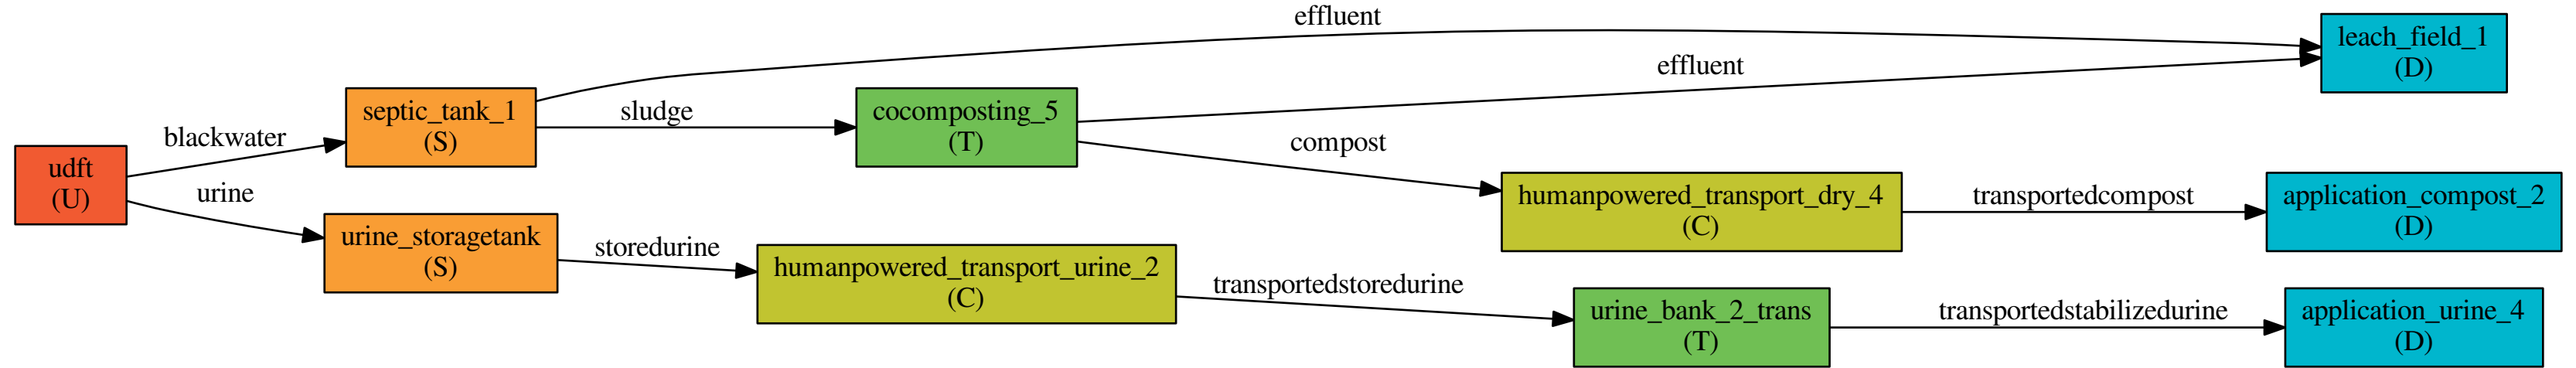 effluent
leach_field_1
(D)
effluent
septic_tank_1
(S)
sludge
cocomposting_5
(T)
blackwater
compost
udft
(U)
urine
humanpowered_transport_dry_4
(C)
transportedcompost
application_compost_2
(D)
urine_storagetank
(S)
storedurine
humanpowered_transport_urine_2
(C)
transportedstoredurine
urine_bank_2_trans
(T)
transportedstabilizedurine
application_urine_4
(D)